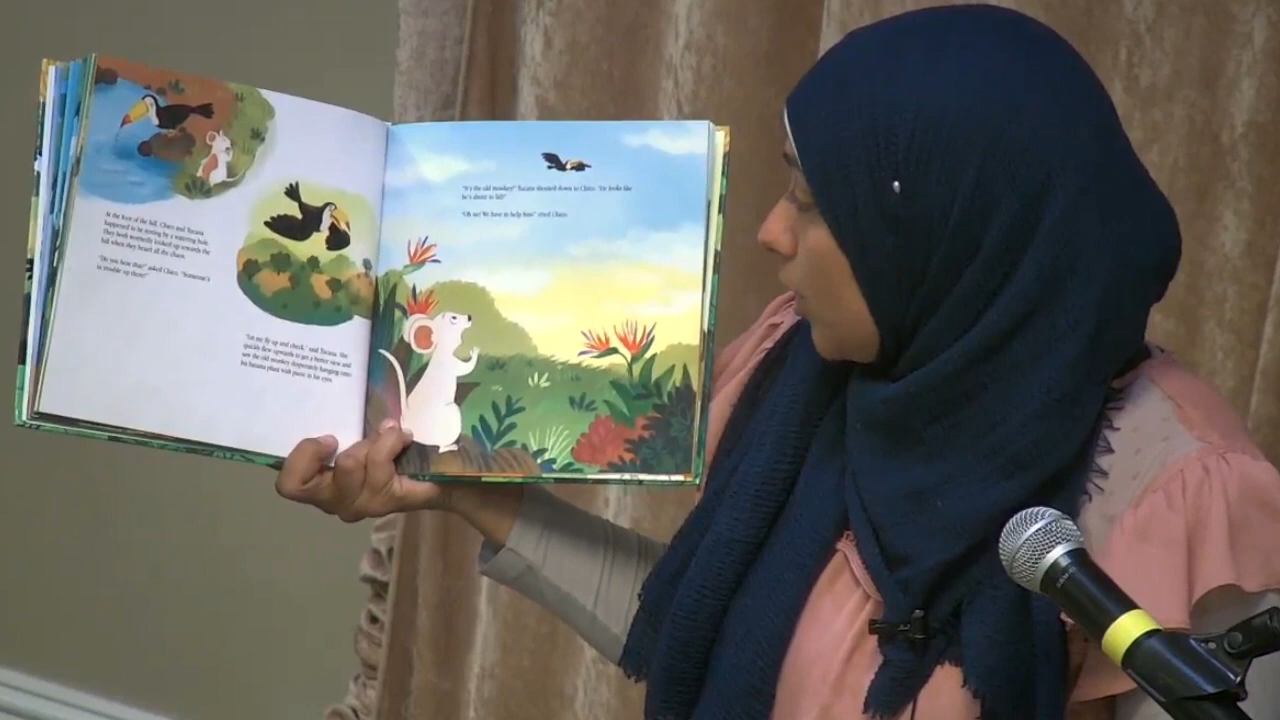 At the foot of the hill, Chaco and Tucana
happened to be resting by a watering hole.
They both worriedly looked up towards the
hill when they heard all the chaos.
"Do you hear that?" asked Chaco. "Someone's
in trouble up there!"
"Let me fly up and check," said Tucana. She
quickly flew upwards to get a better view and
saw the old monkey desperately hanging onto
his banana plant with panic in his eyes.
"It's the old monkey!" Tucana shouted down to Chaco. "He looks like
he's about to fall!"
"Oh no! We have to help him!" cried Chaco.